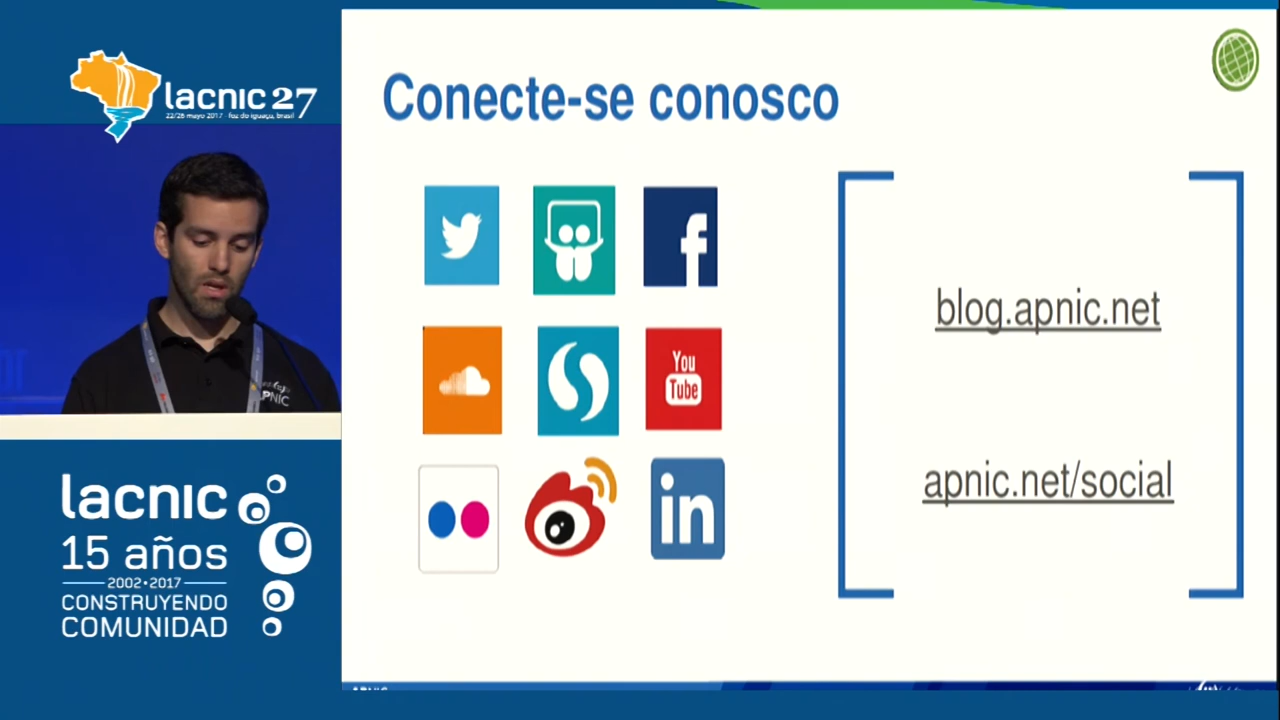 lacnic 27
22/26 mayo 2017 - foz do iguaçu, brasil
Conecte-se conosco
f
You
Tube
in
blog.apnic.net
apnic.net/social
APNIC
lacnic
15 años
2002•2017
CONSTRUYENDO
COMUNIDAD